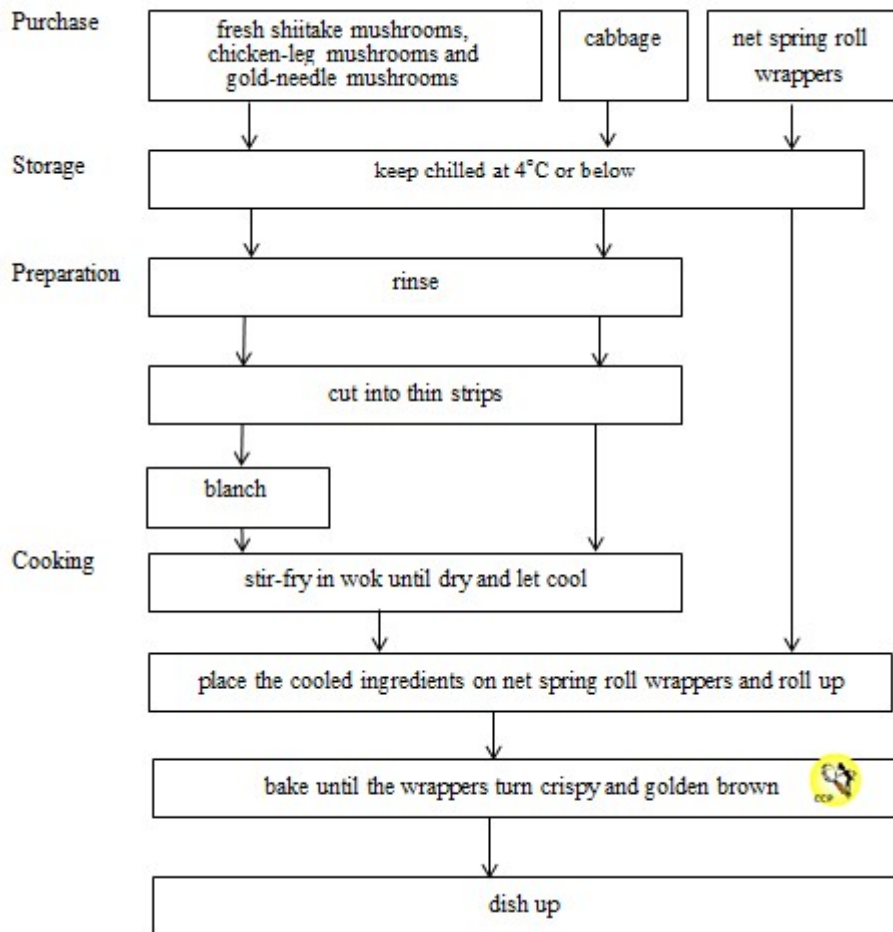 Purchase
fresh shiitake mushrooms,
chicken-leg mushrooms and
gold-needle mushrooms
cabbage
net spring roll
wrappers
Storage
keep chilled at 4°C or below
Preparation
rinse
cut into thin strips
blanch
Cooking
stir-fry in wok until dry and let cool
place the cooled ingredients on net spring roll wrappers and roll up
bake until the wrappers turn crispy and golden brown
CCP
dish up